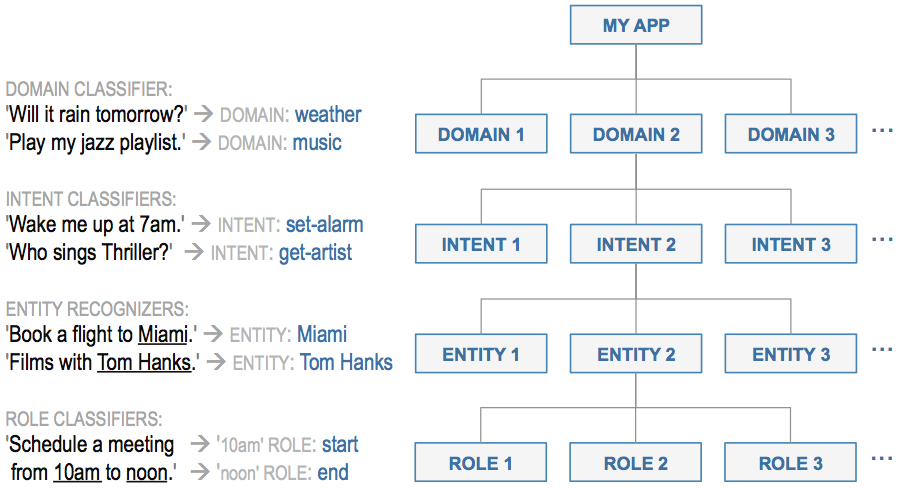 MY APP
DOMAIN CLASSIFIER:
'Will it rain tomorrow?' → DOMAIN: weather
'Play my jazz playlist.' → DOMAIN: music
DOMAIN 1 DOMAIN 2 DOMAIN 3 ...
INTENT CLASSIFIERS:
'Wake me up at 7am.' → INTENT: set-alarm
'Who sings Thriller?' → INTENT: get-artist
INTENT 1 INTENT 2 INTENT 3 ...
ENTITY RECOGNIZERS:
'Book a flight to Miami.' → ENTITY: Miami
'Films with Tom Hanks.' → ENTITY: Tom Hanks
ENTITY 1 ENTITY 2 ENTITY 3 ...
ROLE CLASSIFIERS:
'Schedule a meeting → '10am' ROLE: start
from 10am to noon.' → 'noon' ROLE: end
ROLE 1 ROLE 2 ROLE 3 ...